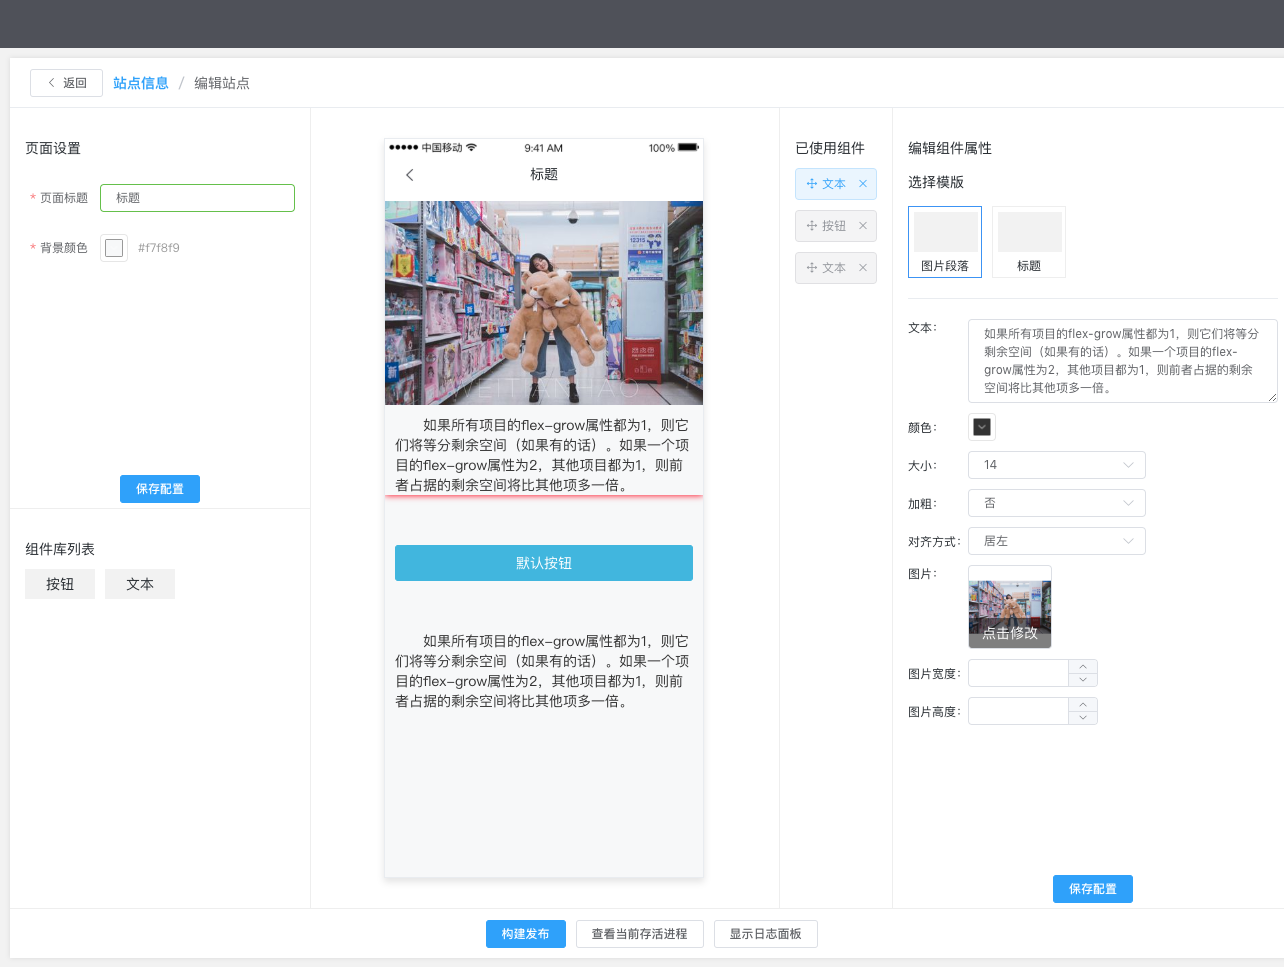 返回
站点信息 / 编辑站点
页面设置
* 页面标题 标题
* 背景颜色 #f7f8f9
保存配置
组件库列表
按钮 文本
中国移动 9:41 AM 100%
标题
WEITIANHAO
如果所有项目的flex-grow属性都为1，则它
们将等分剩余空间（如果有的话）。如果一个项
目的flex-grow属性为2，其他项目都为1，则前
者占据的剩余空间将比其他项多一倍。
默认按钮
如果所有项目的flex-grow属性都为1，则它
们将等分剩余空间（如果有的话）。如果一个项
目的flex-grow属性为2，其他项目都为1，则前
者占据的剩余空间将比其他项多一倍。
已使用组件
文本
按钮
文本
编辑组件属性
选择模版
图片段落 标题
文本：
如果所有项目的flex-grow属性都为1，则它们将等分
剩余空间（如果有的话）。如果一个项目的flex-
grow属性为2，其他项目都为1，则前者占据的剩余
空间将比其他项多一倍。
颜色：
大小： 14
加粗： 否
对齐方式： 居左
图片：
点击修改
图片宽度：
图片高度：
保存配置
构建发布 查看当前存活进程 显示日志面板